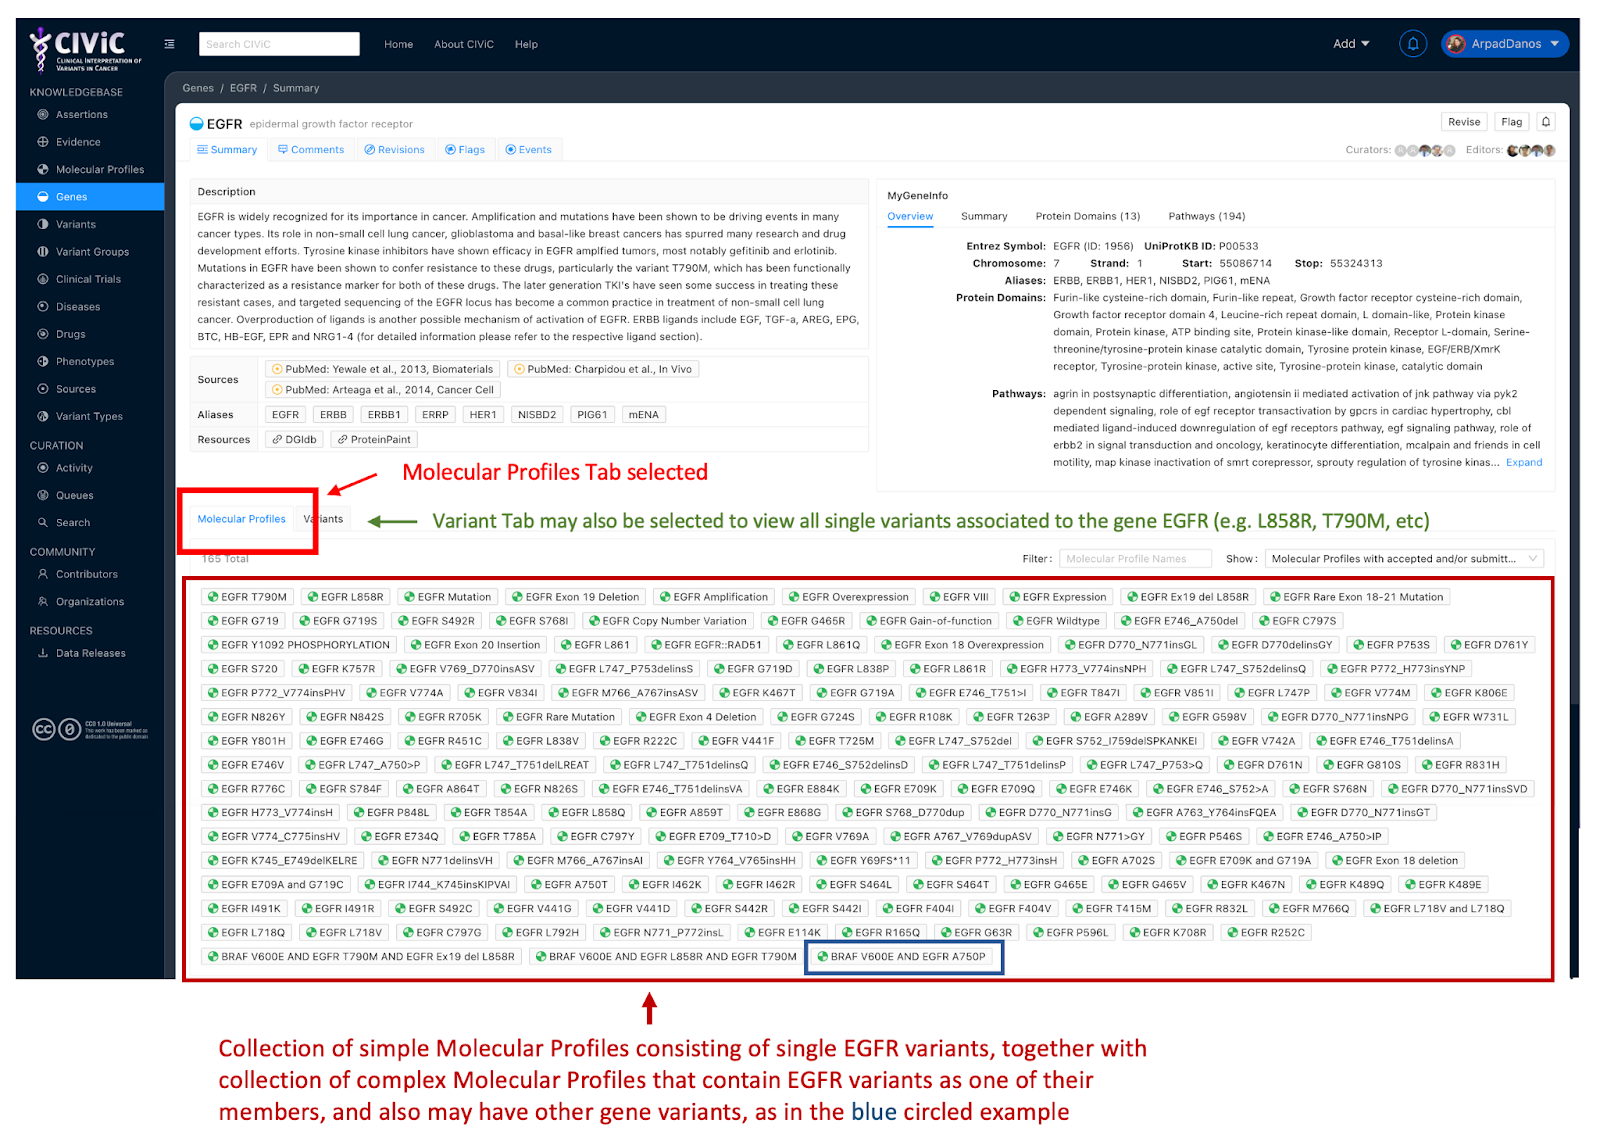 CIViC
CLINICAL INTERPRETATION OF
VARIANTS IN CANCER
Search CIViC
Home About CIViC Help
Add
ArpadDanos
KNOWLEDGEBASE
Assertions
Evidence
Molecular Profiles
Genes
Variants
Variant Groups
Clinical Trials
Diseases
Drugs
Phenotypes
Sources
Variant Types
CURATION
Activity
Queues
Search
COMMUNITY
Contributors
Organizations
RESOURCES
Data Releases
CC0 1.0 Universal
This work has been marked as
dedicated to the public domain
Genes / EGFR / Summary
EGFR epidermal growth factor receptor
Revise Flag
Summary Comments Revisions Flags Events
Curators: Editors:
Description
EGFR is widely recognized for its importance in cancer. Amplification and mutations have been shown to be driving events in many
cancer types. Its role in non-small cell lung cancer, glioblastoma and basal-like breast cancers has spurred many research and drug
development efforts. Tyrosine kinase inhibitors have shown efficacy in EGFR amplfied tumors, most notably gefitinib and erlotinib.
Mutations in EGFR have been shown to confer resistance to these drugs, particularly the variant T790M, which has been functionally
characterized as a resistance marker for both of these drugs. The later generation TKI's have seen some success in treating these
resistant cases, and targeted sequencing of the EGFR locus has become a common practice in treatment of non-small cell lung
cancer. Overproduction of ligands is another possible mechanism of activation of EGFR. ERBB ligands include EGF, TGF-a, AREG, EPG,
BTC, HB-EGF, EPR and NRG1-4 (for detailed information please refer to the respective ligand section).
Sources PubMed: Yewale et al., 2013, Biomaterials PubMed: Charpidou et al., In Vivo
PubMed: Arteaga et al., 2014, Cancer Cell
Aliases EGFR ERBB ERBB1 ERRP HER1 NISBD2 PIG61 mENA
Resources DGIdb ProteinPaint
MyGeneInfo
Overview Summary Protein Domains (13) Pathways (194)
Entrez Symbol: EGFR (ID: 1956) UniProtKB ID: P00533
Chromosome: 7 Strand: 1 Start: 55086714 Stop: 55324313
Aliases: ERBB, ERBB1, HER1, NISBD2, PIG61, mENA
Protein Domains: Furin-like cysteine-rich domain, Furin-like repeat, Growth factor receptor cysteine-rich domain,
Growth factor receptor domain 4, Leucine-rich repeat domain, L domain-like, Protein kinase
domain, Protein kinase, ATP binding site, Protein kinase-like domain, Receptor L-domain, Serine-
threonine/tyrosine-protein kinase catalytic domain, Tyrosine protein kinase, EGF/ERB/XmrK
receptor, Tyrosine-protein kinase, active site, Tyrosine-protein kinase, catalytic domain
Pathways: agrin in postsynaptic differentiation, angiotensin ii mediated activation of jnk pathway via pyk2
dependent signaling, role of egf receptor transactivation by gpcrs in cardiac hypertrophy, cbl
mediated ligand-induced downregulation of egf receptors pathway, egf signaling pathway, role of
erbb2 in signal transduction and oncology, keratinocyte differentiation, mcalpain and friends in cell
motility, map kinase inactivation of smrt corepressor, sprouty regulation of tyrosine kinas... Expand
Molecular Profiles Tab selected
Molecular Profiles Variants
Variant Tab may also be selected to view all single variants associated to the gene EGFR (e.g. L858R, T790M, etc)
165 Total
Filter: Molecular Profile Names Show: Molecular Profiles with accepted and/or submitt...
EGFR T790M EGFR L858R EGFR Mutation EGFR Exon 19 Deletion EGFR Amplification EGFR Overexpression EGFR VIII EGFR Expression EGFR Ex19 del L858R EGFR Rare Exon 18-21 Mutation
EGFR G719 EGFR G719S EGFR S492R EGFR S768I EGFR Copy Number Variation EGFR G465R EGFR Gain-of-function EGFR Wildtype EGFR E746_A750del EGFR C797S
EGFR Y1092 PHOSPHORYLATION EGFR Exon 20 Insertion EGFR L861 EGFR EGFR::RAD51 EGFR L861Q EGFR Exon 18 Overexpression EGFR D770_N771insGL EGFR D770delinsGY EGFR P753S EGFR D761Y
EGFR S720 EGFR K757R EGFR V769_D770insASV EGFR L747_P753delinsS EGFR G719D EGFR L838P EGFR L861R EGFR H773_V774insNPH EGFR L747_S752delinsQ EGFR P772_H773insYNP
EGFR P772_V774insPHV EGFR V774A EGFR V834I EGFR M766_A767insASV EGFR K467T EGFR G719A EGFR E746_T751>I EGFR T847I EGFR V851I EGFR L747P EGFR V774M EGFR K806E
EGFR N826Y EGFR N842S EGFR R705K EGFR Rare Mutation EGFR Exon 4 Deletion EGFR G724S EGFR R108K EGFR T263P EGFR A289V EGFR G598V EGFR D770_N771insNPG EGFR W731L
EGFR Y801H EGFR E746G EGFR R451C EGFR L838V EGFR R222C EGFR V441F EGFR T725M EGFR L747_S752del EGFR S752_I759delSPKANKEI EGFR V742A EGFR E746_T751delinsA
EGFR E746V EGFR L747_A750>P EGFR L747_T751delLREAT EGFR L747_T751delinsQ EGFR E746_S752delinsD EGFR L747_T751delinsP EGFR L747_P753>Q EGFR D761N EGFR G810S EGFR R831H
EGFR R776C EGFR S784F EGFR A864T EGFR N826S EGFR E746_T751delinsVA EGFR E884K EGFR E709K EGFR E709Q EGFR E746K EGFR E746_S752>A EGFR S768N EGFR D770_N771insSVD
EGFR H773_V774insH EGFR P848L EGFR T854A EGFR L858Q EGFR A859T EGFR E868G EGFR S768_D770dup EGFR D770_N771insG EGFR A763_Y764insFQEA EGFR D770_N771insGT
EGFR V774_C775insHV EGFR E734Q EGFR T785A EGFR C797Y EGFR E709_T710>D EGFR V769A EGFR A767_V769dupASV EGFR N771>GY EGFR P546S EGFR E746_A750>IP
EGFR K745_E749delKELRE EGFR N771delinsVH EGFR M766_A767insAI EGFR Y764_V765insHH EGFR Y69FS*11 EGFR P772_H773insH EGFR A702S EGFR E709K and G719A EGFR Exon 18 deletion
EGFR E709A and G719C EGFR I744_K745insKIPVAI EGFR A750T EGFR I462K EGFR I462R EGFR S464L EGFR S464T EGFR G465E EGFR G465V EGFR K467N EGFR K489Q EGFR K489E
EGFR I491K EGFR I491R EGFR S492C EGFR V441G EGFR V441D EGFR S442R EGFR S442I EGFR F404I EGFR F404V EGFR T415M EGFR R832L EGFR M766Q EGFR L718V and L718Q
EGFR L718Q EGFR L718V EGFR C797G EGFR L792H EGFR N771_P772insL EGFR E114K EGFR R165Q EGFR G63R EGFR P596L EGFR K708R EGFR R252C
BRAF V600E AND EGFR T790M AND EGFR Ex19 del L858R BRAF V600E AND EGFR L858R AND EGFR T790M BRAF V600E AND EGFR A750P
Collection of simple Molecular Profiles consisting of single EGFR variants, together with
collection of complex Molecular Profiles that contain EGFR variants as one of their
members, and also may have other gene variants, as in the blue circled example